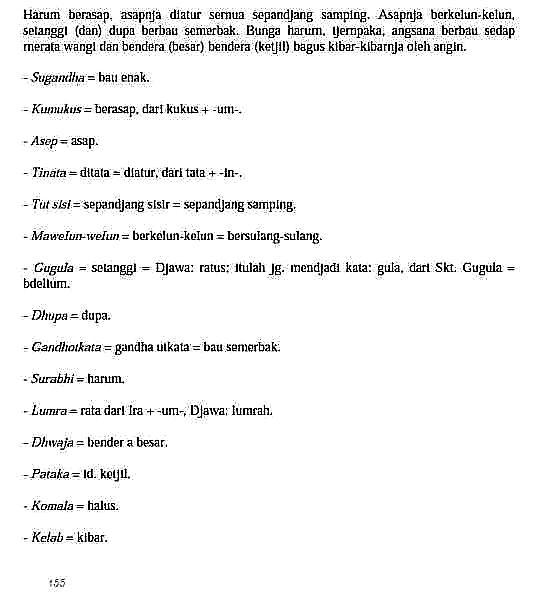 Harum berasap, asapnja diatur semua sepandjang samping. Asapnja berkelun-kelun,
setanggi (dan) dupa berbau semerbak. Bunga harum, tjempaka, angsana berbau sedap
merata wangi dan bendera (besar) bendera (ketjil) bagus kibar-kibarnja oleh angin.
- Sugandha = bau enak.
- Kumukus = berasap, dari kukus + -um-.
- Asep = asap.
- Tinata = ditata = diatur, dari tata + -in-.
- Tut sisi = sepandjang sisir = sepandjang samping.
- Mawelun-welun = berkelun-kelun = bersulang-sulang.
- Gugula = setanggi = Djawa: ratus; itulah jg. mendjadi kata: gula, dari Skt. Gugula =
bdellum.
- Dhupa = dupa.
- Gandhotkata = gandha utkata = bau semerbak.
- Surabhi = harum.
- Lumra = rata dari lra + -um-, Djawa: lumrah.
- Dhwaja = bender a besar.
- Pataka = id. ketjil.
- Komala = halus.
- Kelab = kibar.
155